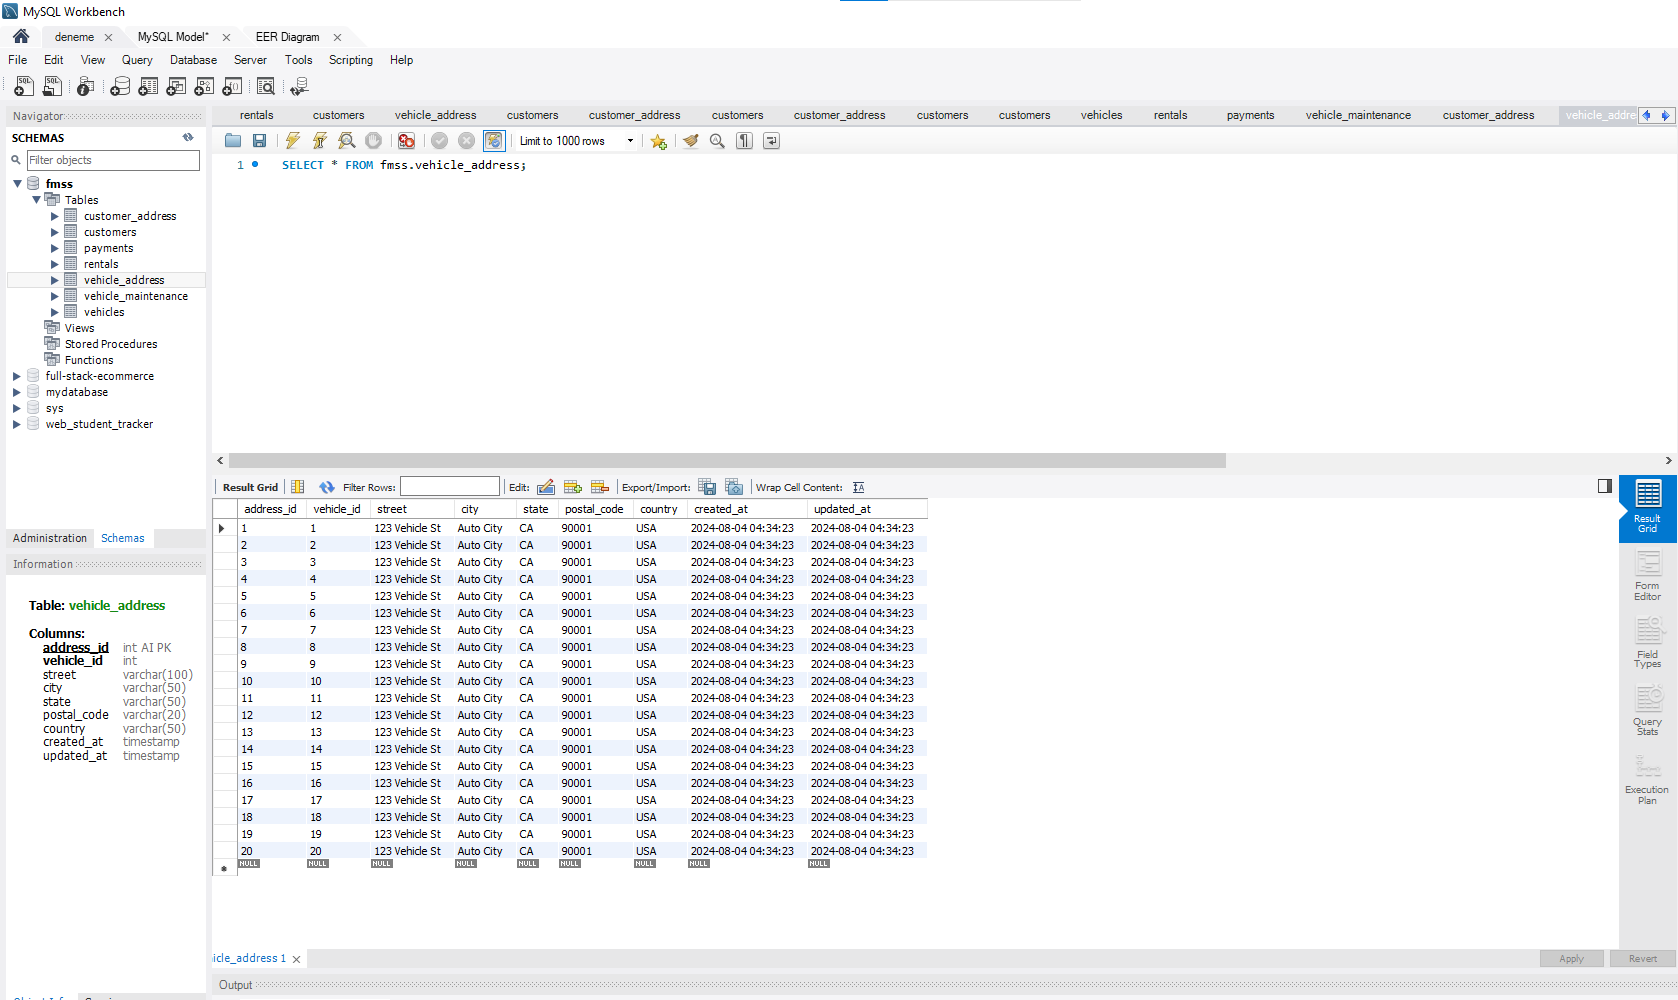 MySQL Workbench
deneme
MySQL Model*
EER Diagram
File Edit View Query Database Server Tools Scripting Help
Navigator
SCHEMAS
Filter objects
fmss
Tables
customer_address
customers
payments
rentals
vehicle_address
vehicle_maintenance
vehicles
Views
Stored Procedures
Functions
full-stack-ecommerce
mydatabase
sys
web_student_tracker
Administration Schemas
Information
Table: vehicle_address
Columns:
address_id int AI PK
vehicle_id int
street varchar(100)
city varchar(50)
state varchar(50)
postal_code varchar(20)
country varchar(50)
created_at timestamp
updated_at timestamp
rentals customers vehicle_address customers customer_address customers customer_address customers customers vehicles rentals payments vehicle_maintenance customer_address vehicle_addre
Limit to 1000 rows
1 SELECT * FROM fmss.vehicle_address;
Result Grid Filter Rows: Edit: Export/Import: Wrap Cell Content:
address_id vehicle_id street city state postal_code country created_at updated_at
1 1 123 Vehicle St Auto City CA 90001 USA 2024-08-04 04:34:23 2024-08-04 04:34:23
2 2 123 Vehicle St Auto City CA 90001 USA 2024-08-04 04:34:23 2024-08-04 04:34:23
3 3 123 Vehicle St Auto City CA 90001 USA 2024-08-04 04:34:23 2024-08-04 04:34:23
4 4 123 Vehicle St Auto City CA 90001 USA 2024-08-04 04:34:23 2024-08-04 04:34:23
5 5 123 Vehicle St Auto City CA 90001 USA 2024-08-04 04:34:23 2024-08-04 04:34:23
6 6 123 Vehicle St Auto City CA 90001 USA 2024-08-04 04:34:23 2024-08-04 04:34:23
7 7 123 Vehicle St Auto City CA 90001 USA 2024-08-04 04:34:23 2024-08-04 04:34:23
8 8 123 Vehicle St Auto City CA 90001 USA 2024-08-04 04:34:23 2024-08-04 04:34:23
9 9 123 Vehicle St Auto City CA 90001 USA 2024-08-04 04:34:23 2024-08-04 04:34:23
10 10 123 Vehicle St Auto City CA 90001 USA 2024-08-04 04:34:23 2024-08-04 04:34:23
11 11 123 Vehicle St Auto City CA 90001 USA 2024-08-04 04:34:23 2024-08-04 04:34:23
12 12 123 Vehicle St Auto City CA 90001 USA 2024-08-04 04:34:23 2024-08-04 04:34:23
13 13 123 Vehicle St Auto City CA 90001 USA 2024-08-04 04:34:23 2024-08-04 04:34:23
14 14 123 Vehicle St Auto City CA 90001 USA 2024-08-04 04:34:23 2024-08-04 04:34:23
15 15 123 Vehicle St Auto City CA 90001 USA 2024-08-04 04:34:23 2024-08-04 04:34:23
16 16 123 Vehicle St Auto City CA 90001 USA 2024-08-04 04:34:23 2024-08-04 04:34:23
17 17 123 Vehicle St Auto City CA 90001 USA 2024-08-04 04:34:23 2024-08-04 04:34:23
18 18 123 Vehicle St Auto City CA 90001 USA 2024-08-04 04:34:23 2024-08-04 04:34:23
19 19 123 Vehicle St Auto City CA 90001 USA 2024-08-04 04:34:23 2024-08-04 04:34:23
20 20 123 Vehicle St Auto City CA 90001 USA 2024-08-04 04:34:23 2024-08-04 04:34:23
NULL NULL NULL NULL NULL NULL NULL NULL NULL
Result
Grid
Form
Editor
Field
Types
Query
Stats
Execution
Plan
icle_address 1
Apply Revert
Output